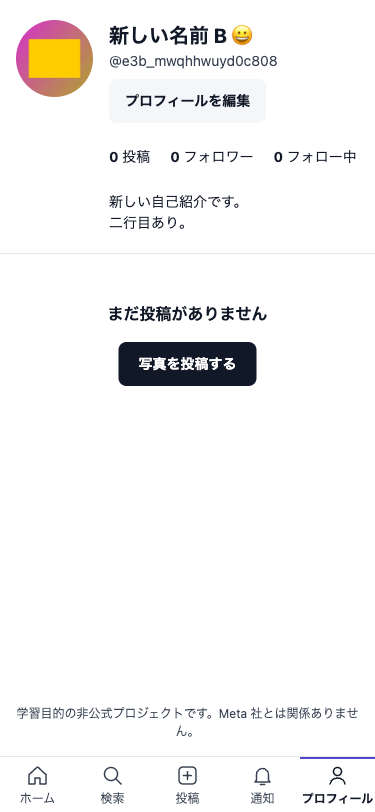 新しい名前 B😀
@e3b_mwqhhwuyd0c808
プロフィールを編集
0 投稿 0 フォロワー 0 フォロー中
新しい自己紹介です。
二行目あり。
まだ投稿がありません
写真を投稿する
学習目的の非公式プロジェクトです。Meta 社とは関係ありませ
ん。
ホーム 検索 投稿 通知 プロフィール